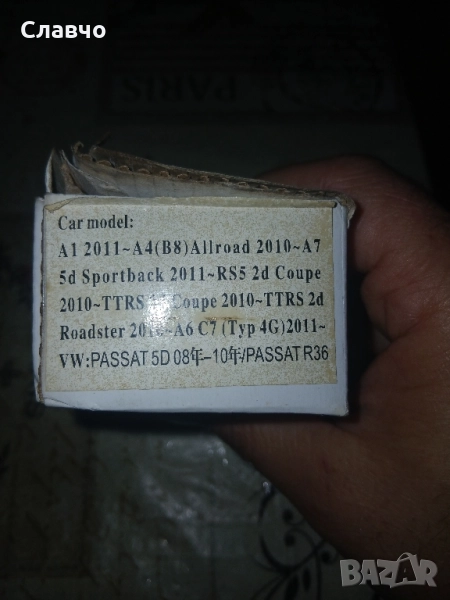 Славчо
PARIS
Car model:
A1 2011~A4(B8)Allroad 2010~A7
5d Sportback 2011~RS5 2d Coupe
2010~TTRS Coupe 2010~TTRS 2d
Roadster ~A6 C7 (Typ 4G)2011~
VW:PASSAT 5D 08年–10年/PASSAT R36
BAZAR